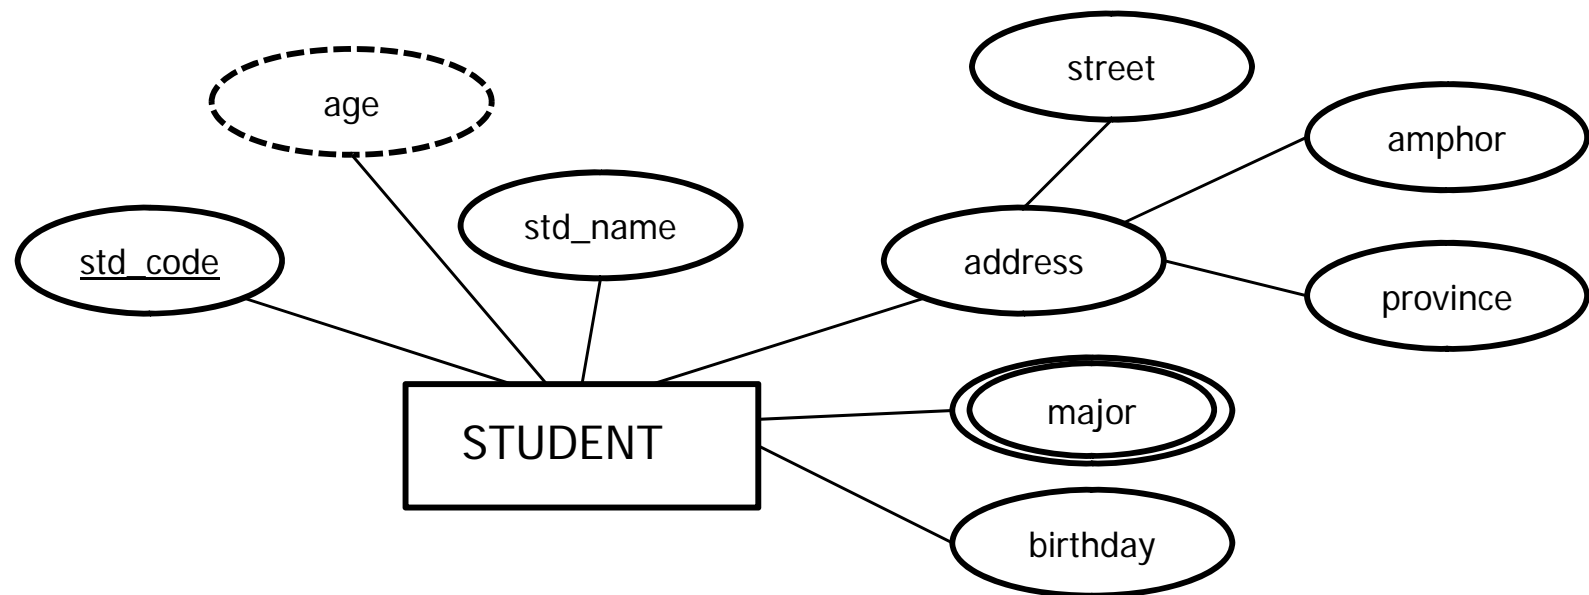 street
age
amphor
std_name
std_code
address
province
major
STUDENT
birthday